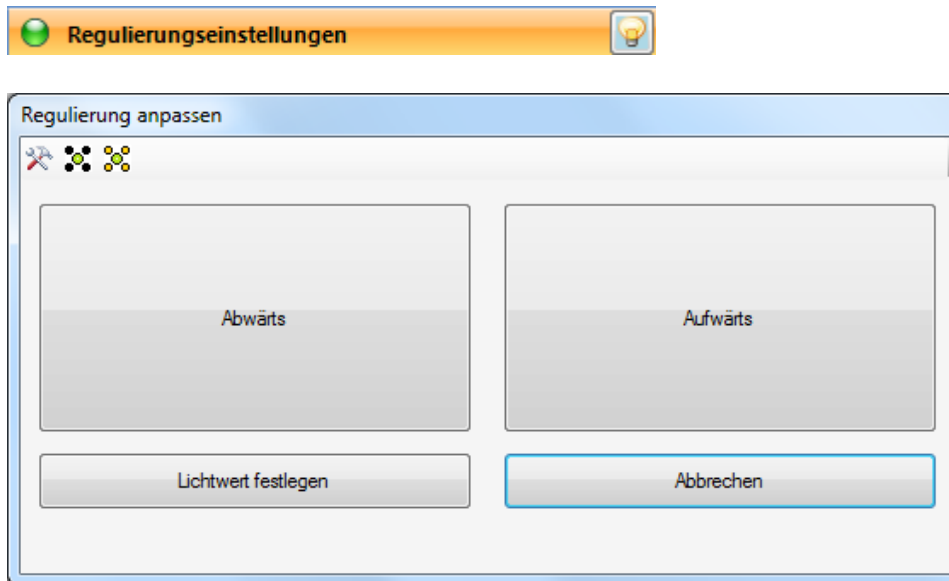 Regulierungseinstellungen
Regulierung anpassen
Abwärts
Aufwärts
Lichtwert festlegen
Abbrechen